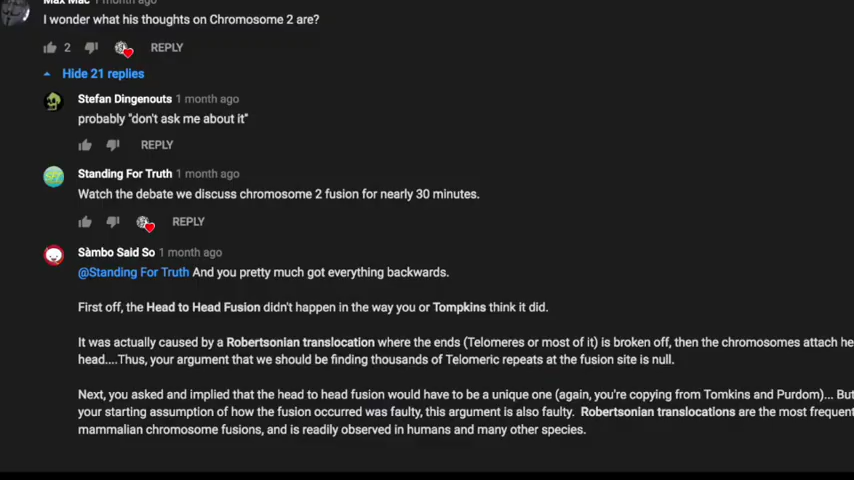 Max Mac 1 month ago
I wonder what his thoughts on Chromosome 2 are?
2 REPLY
Hide 21 replies
Stefan Dingenouts 1 month ago
probably "don't ask me about it"
REPLY
Standing For Truth 1 month ago
Watch the debate we discuss chromosome 2 fusion for nearly 30 minutes.
REPLY
Sàmbo Said So 1 month ago
@Standing For Truth And you pretty much got everything backwards.
First off, the Head to Head Fusion didn't happen in the way you or Tompkins think it did.
It was actually caused by a Robertsonian translocation where the ends (Telomeres or most of it) is broken off, then the chromosomes attach he
head....Thus, your argument that we should be finding thousands of Telomeric repeats at the fusion site is null.
Next, you asked and implied that the head to head fusion would have to be a unique one (again, you're copying from Tomkins and Purdom)... But
your starting assumption of how the fusion occurred was faulty, this argument is also faulty. Robertsonian translocations are the most frequent
mammalian chromosome fusions, and is readily observed in humans and many other species.